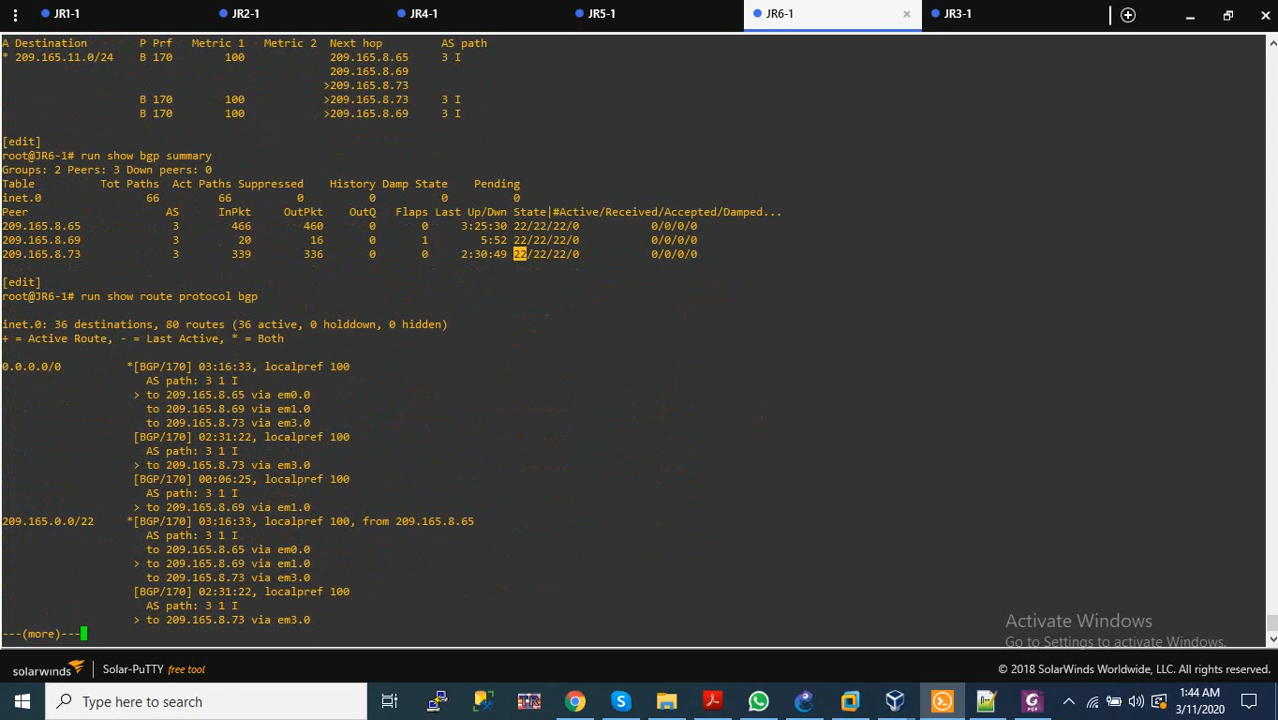 JR1-1 JR2-1 JR4-1 JR5-1 JR6-1 × JR3-1
A Destination P Prf Metric 1 Metric 2 Next hop AS path
* 209.165.11.0/24 B 170 100 209.165.8.65 3 I
209.165.8.69
>209.165.8.73
B 170 100 >209.165.8.73 3 I
B 170 100 >209.165.8.69 3 I
[edit]
root@JR6-1# run show bgp summary
Groups: 2 Peers: 3 Down peers: 0
Table Tot Paths Act Paths Suppressed History Damp State Pending
inet.0 66 66 0 0 0 0
Peer AS InPkt OutPkt OutQ Flaps Last Up/Dwn State|#Active/Received/Accepted/Damped...
209.165.8.65 3 466 460 0 0 3:25:30 22/22/22/0 0/0/0/0
209.165.8.69 3 20 16 0 1 5:52 22/22/22/0 0/0/0/0
209.165.8.73 3 339 336 0 0 2:30:49 22/22/22/0 0/0/0/0
[edit]
root@JR6-1# run show route protocol bgp
inet.0: 36 destinations, 80 routes (36 active, 0 holddown, 0 hidden)
+ = Active Route, - = Last Active, * = Both
0.0.0.0/0 *[BGP/170] 03:16:33, localpref 100
AS path: 3 1 I
> to 209.165.8.65 via em0.0
to 209.165.8.69 via em1.0
to 209.165.8.73 via em3.0
[BGP/170] 02:31:22, localpref 100
AS path: 3 1 I
> to 209.165.8.73 via em3.0
[BGP/170] 00:06:25, localpref 100
AS path: 3 1 I
> to 209.165.8.69 via em1.0
209.165.0.0/22 *[BGP/170] 03:16:33, localpref 100, from 209.165.8.65
AS path: 3 1 I
to 209.165.8.65 via em0.0
> to 209.165.8.69 via em1.0
to 209.165.8.73 via em3.0
[BGP/170] 02:31:22, localpref 100
AS path: 3 1 I
> to 209.165.8.73 via em3.0
---(more)---
Activate Windows
Go to Settings to activate Windows.
solarwinds Solar-PuTTY free tool © 2018 SolarWinds Worldwide, LLC. All rights reserved.
Type here to search
1:44 AM
3/11/2020